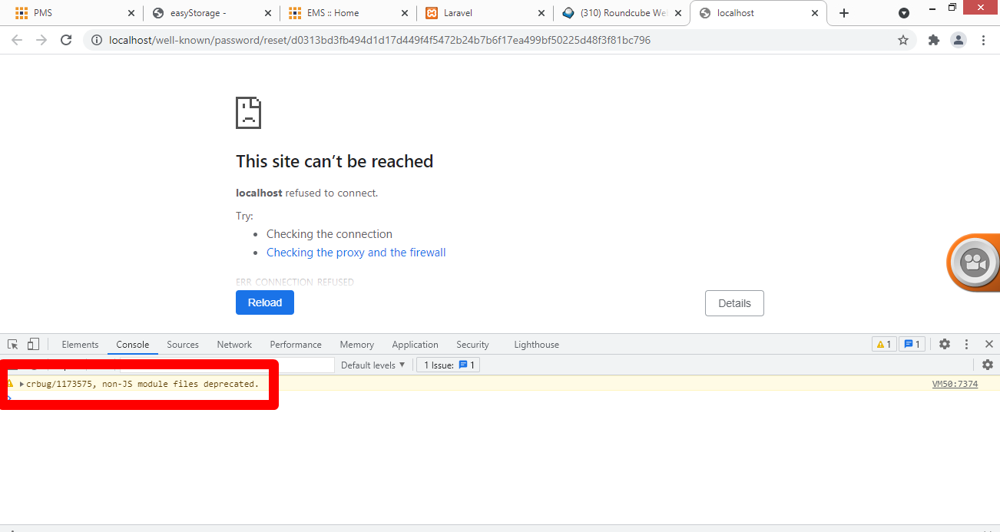 PMS
easyStorage -
EMS :: Home
Laravel
(310) Roundcube We
localhost
localhost/well-known/password/reset/d0313bd3fb494d1d17d449f4f5472b24b7b6f17ea499bf50225d48f3f81bc796
This site can’t be reached
localhost refused to connect.
Try:
• Checking the connection
• Checking the proxy and the firewall
ERR_CONNECTION_REFUSED
Reload
Details
Elements Console Sources Network Performance Memory Application Security Lighthouse 1 1
Default levels ▼ 1 Issue: 1
crbug/1173575, non-JS module files deprecated. VM50:7374